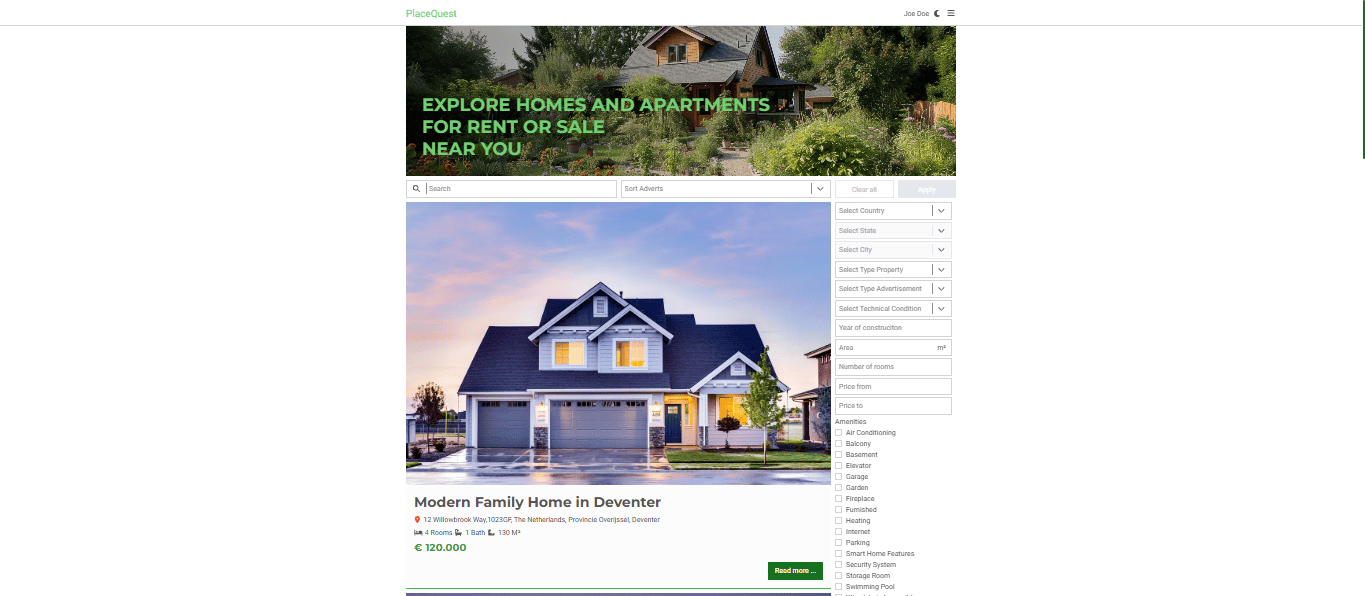 PlaceQuest
Joe Doe
EXPLORE HOMES AND APARTMENTS
FOR RENT OR SALE
NEAR YOU
Search
Sort Adverts
Clear all
Apply
Select Country
Select State
Select City
Select Type Property
Select Type Advertisement
Select Technical Condition
Year of construciton
Area m²
Number of rooms
Price from
Price to
Amenities
Air Conditioning
Balcony
Basement
Elevator
Garage
Garden
Fireplace
Furnished
Heating
Internet
Parking
Smart Home Features
Security System
Storage Room
Swimming Pool
Modern Family Home in Deventer
12 Willowbrook Way,1023GF, The Netherlands, Provincie Overijssel, Deventer
4 Rooms 1 Bath 130 M²
€ 120.000
Read more ...